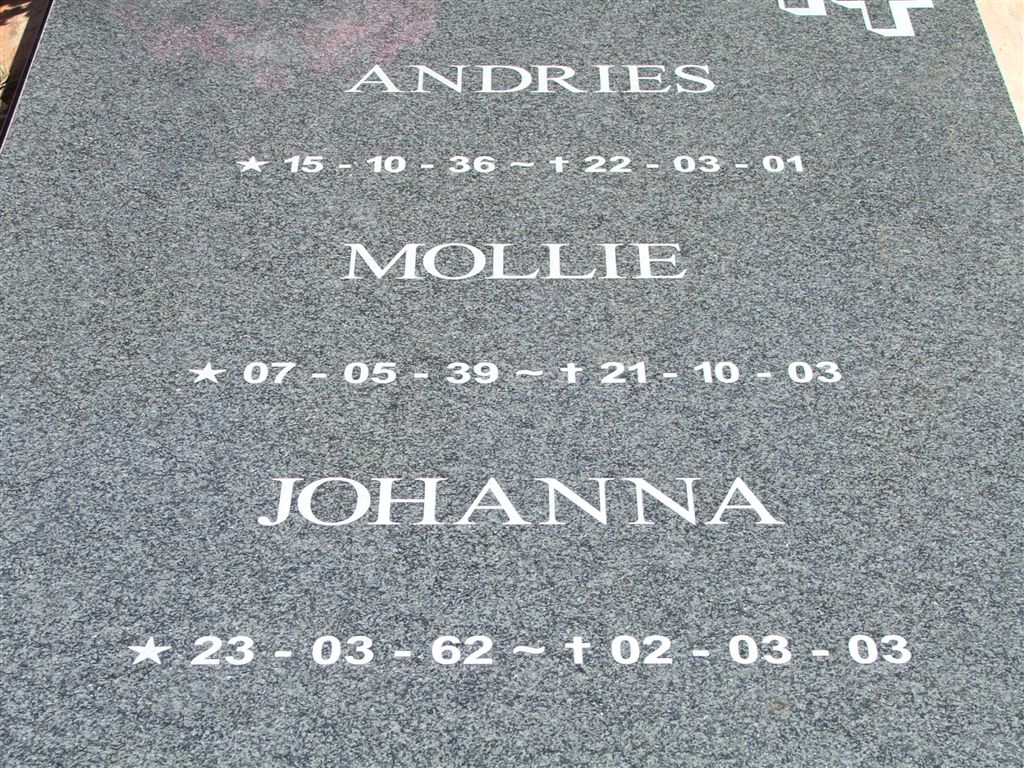 ANDRIES
★ 15 - 10 - 36 ~ ✝ 22 - 03 - 01
MOLLIE
★ 07 - 05 - 39 ~ ✝ 21 - 10 - 03
JOHANNA
★ 23 - 03 - 62 ~ ✝ 02 - 03 - 03